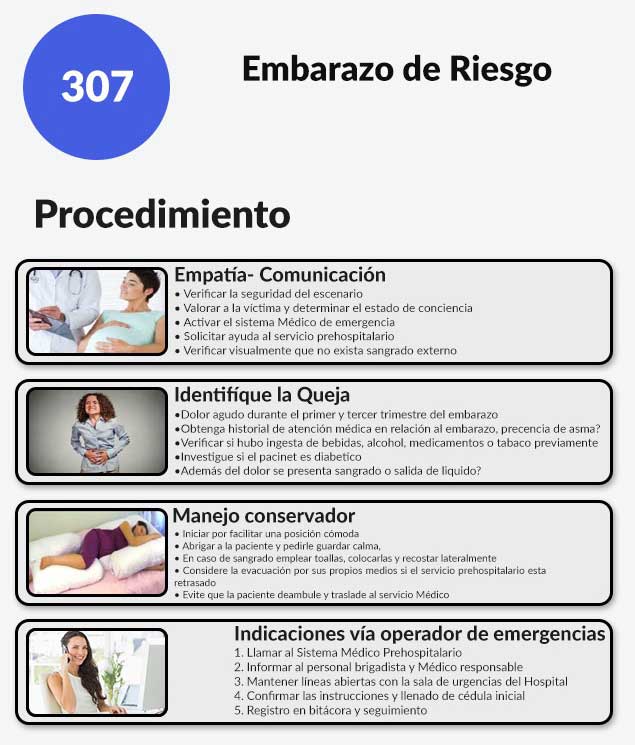 307
Embarazo de Riesgo
Procedimiento
Empatía- Comunicación
• Verificar la seguridad del escenario
• Valorar a la víctima y determinar el estado de conciencia
• Activar el sistema Médico de emergencia
• Solicitar ayuda al servicio prehospitalario
• Verificar visualmente que no exista sangrado externo
Identifíque la Queja
•Dolor agudo durante el primer y tercer trimestre del embarazo
•Obtenga historial de atención médica en relación al embarazo, precencia de asma?
•Verificar si hubo ingesta de bebidas, alcohol, medicamentos o tabaco previamente
•Investigue si el pacinet es diabetico
•Además del dolor se presenta sangrado o salida de liquido?
Manejo conservador
• Iniciar por facilitar una posición cómoda
• Abrigar a la paciente y pedirle guardar calma,
• En caso de sangrado emplear toallas, colocarlas y recostar lateralmente
• Considere la evacuación por sus propios medios si el servicio prehospitalario esta
retrasado
• Evite que la paciente deambule y traslade al servicio Médico
Indicaciones vía operador de emergencias
1. Llamar al Sistema Médico Prehospitalario
2. Informar al personal brigadista y Médico responsable
3. Mantener líneas abiertas con la sala de urgencias del Hospital
4. Confirmar las instrucciones y llenado de cédula inicial
5. Registro en bitácora y seguimiento